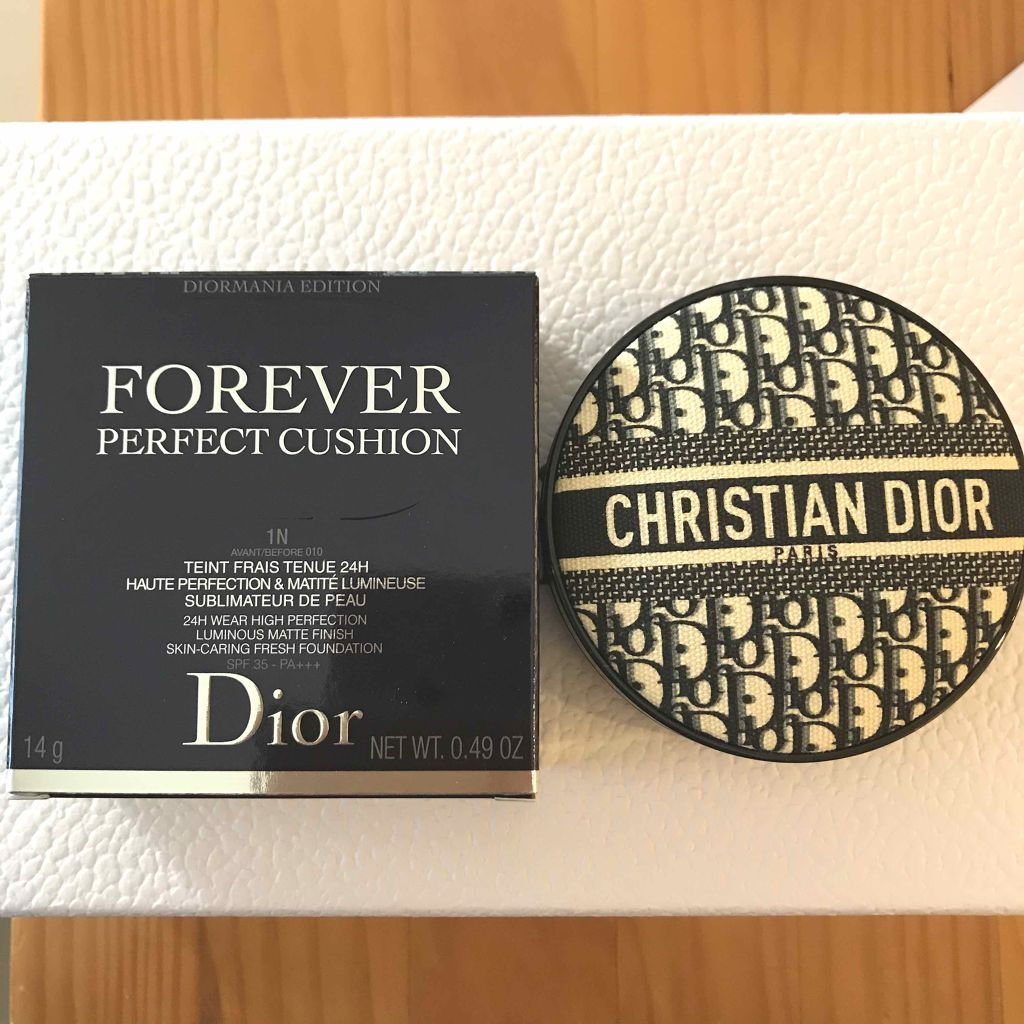 DIORMANIA EDITION
FOREVER
PERFECT CUSHION
1N
AVANT/BEFORE 010
TEINT FRAIS TENUE 24H
HAUTE PERFECTION & MATITÉ LUMINEUSE
SUBLIMATEUR DE PEAU
24H WEAR HIGH PERFECTION
LUMINOUS MATTE FINISH
SKIN-CARING FRESH FOUNDATION
SPF 35 - PA+++
Dior
14 g
NET WT. 0.49 OZ
CHRISTIAN DIOR
PARIS